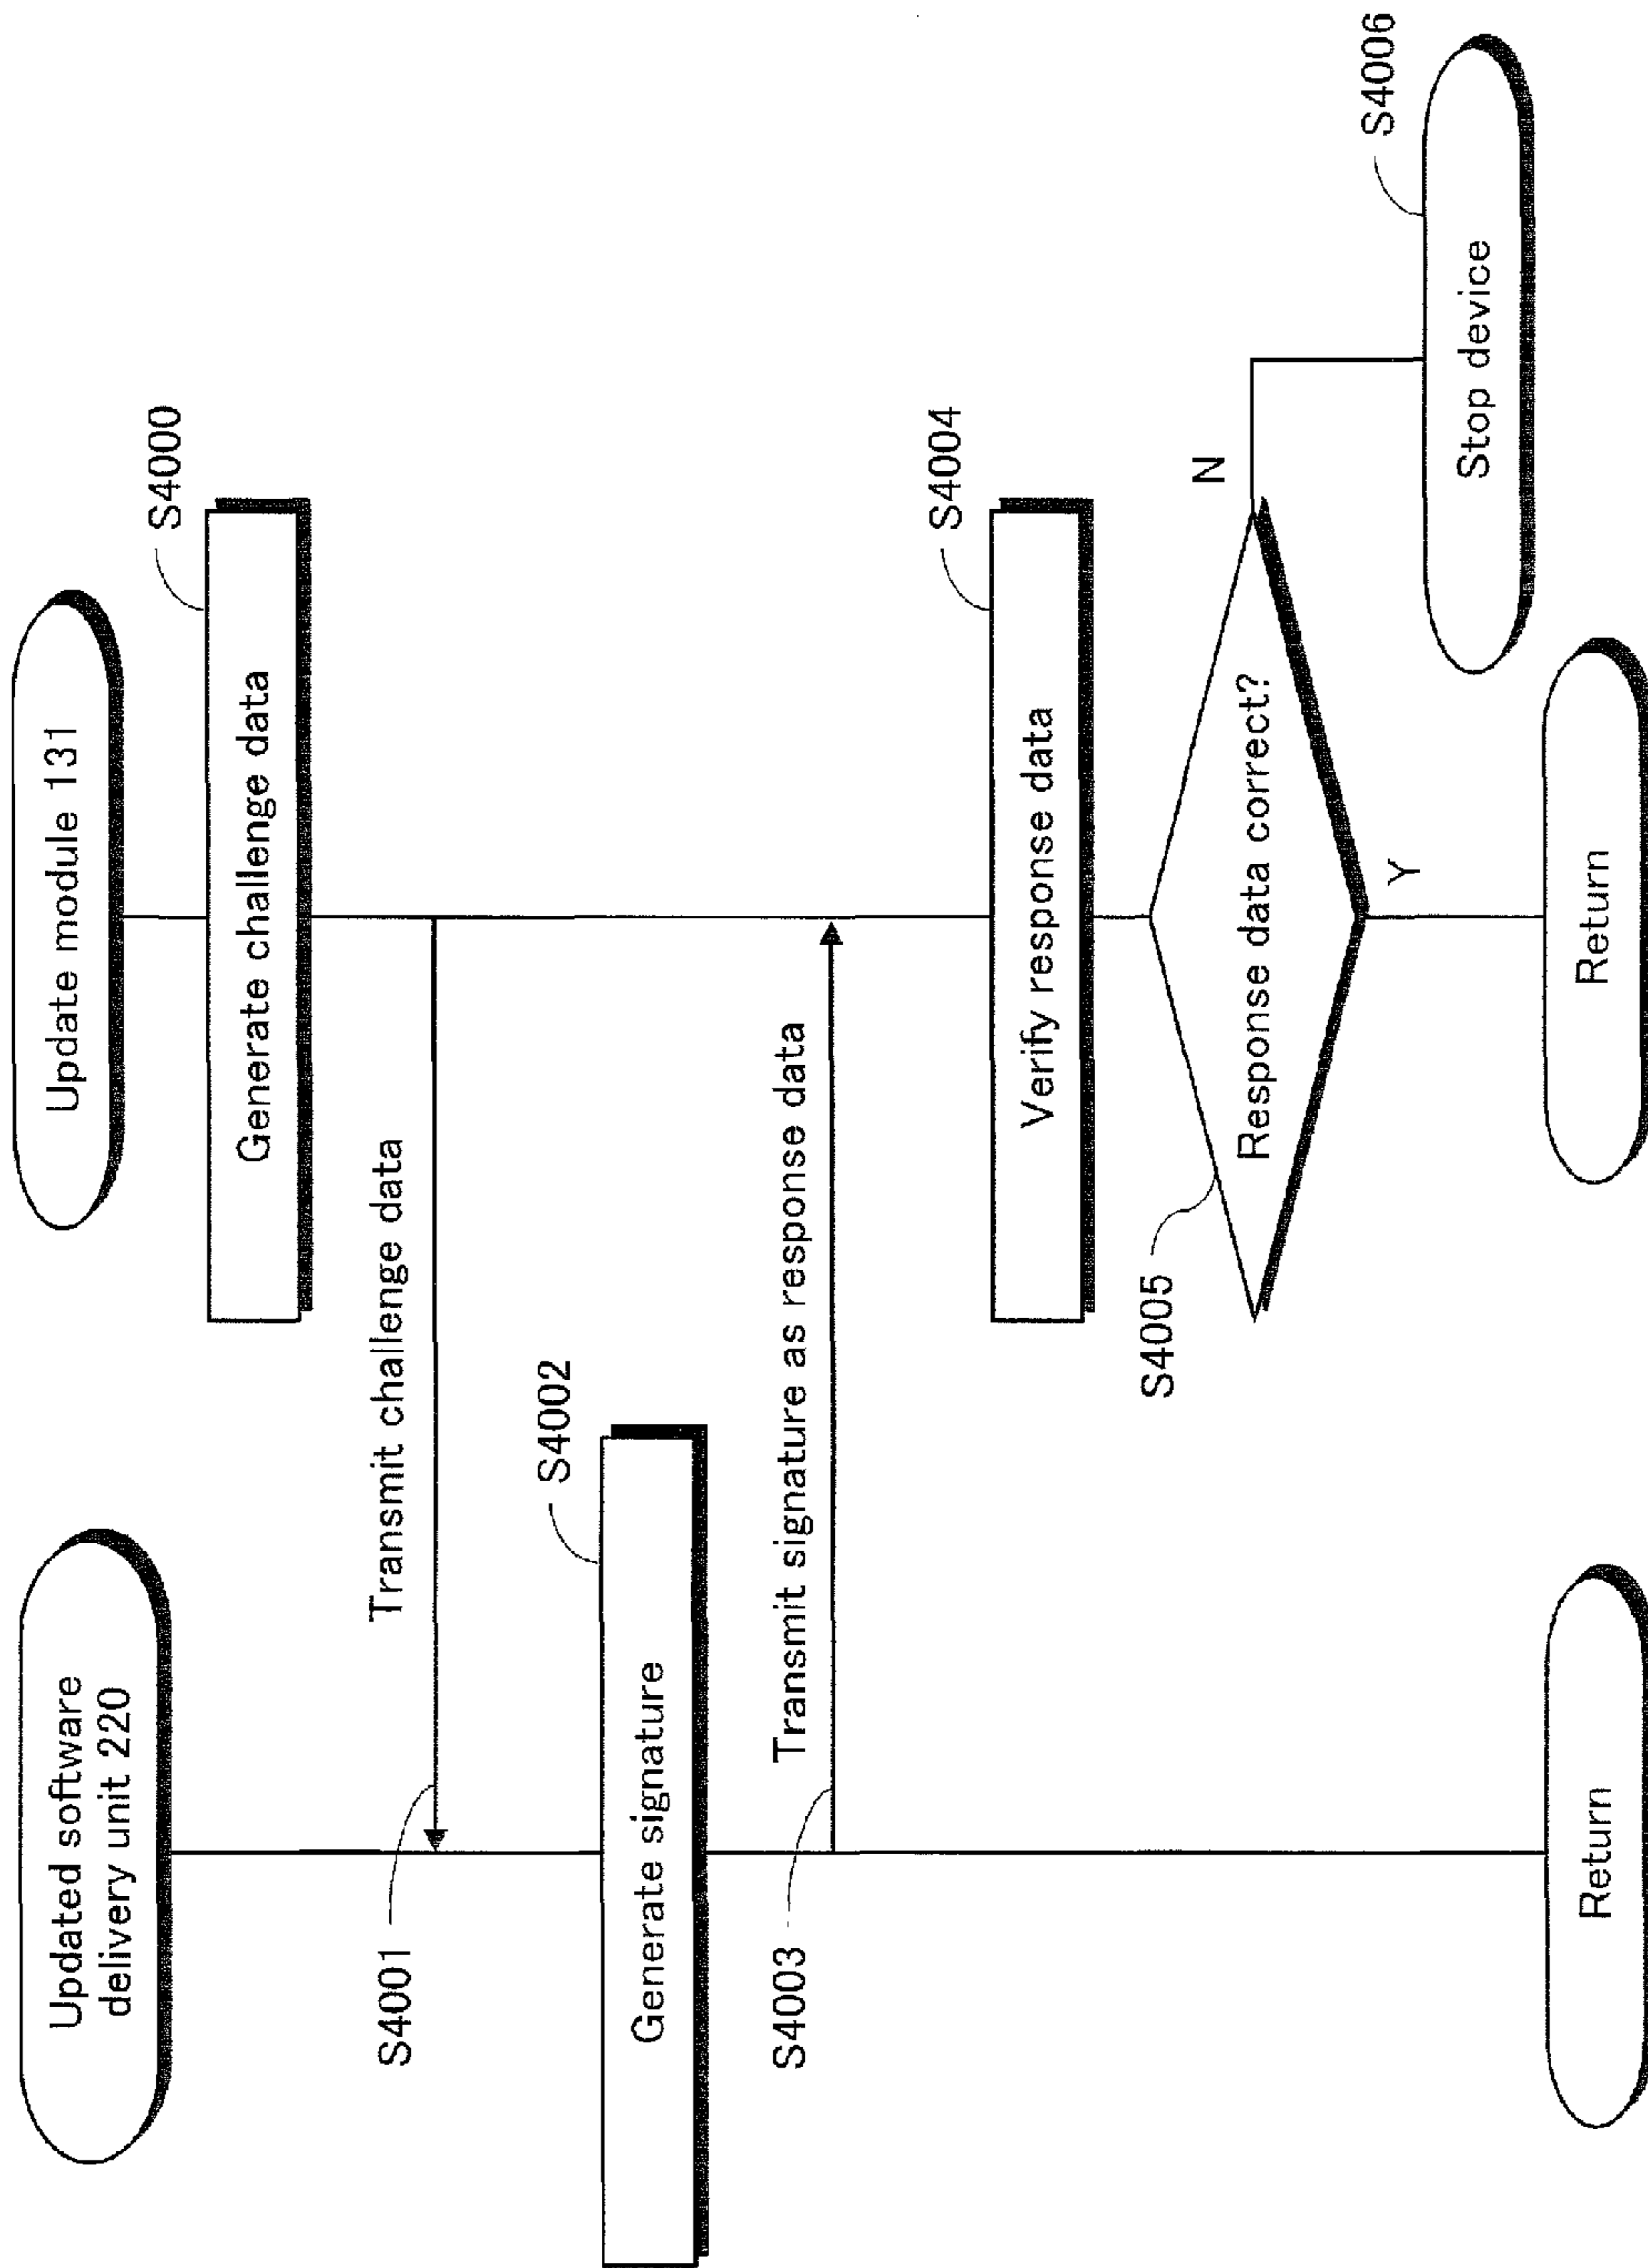 Updated software
delivery unit 220
Update module 131
S4000
Generate challenge data
Transmit challenge data
S4001
S4002
Generate signature
Transmit signature as response data
S4003
S4004
Verify response data
S4005
Response data correct?
N
S4006
Stop device
Y
Return
Return